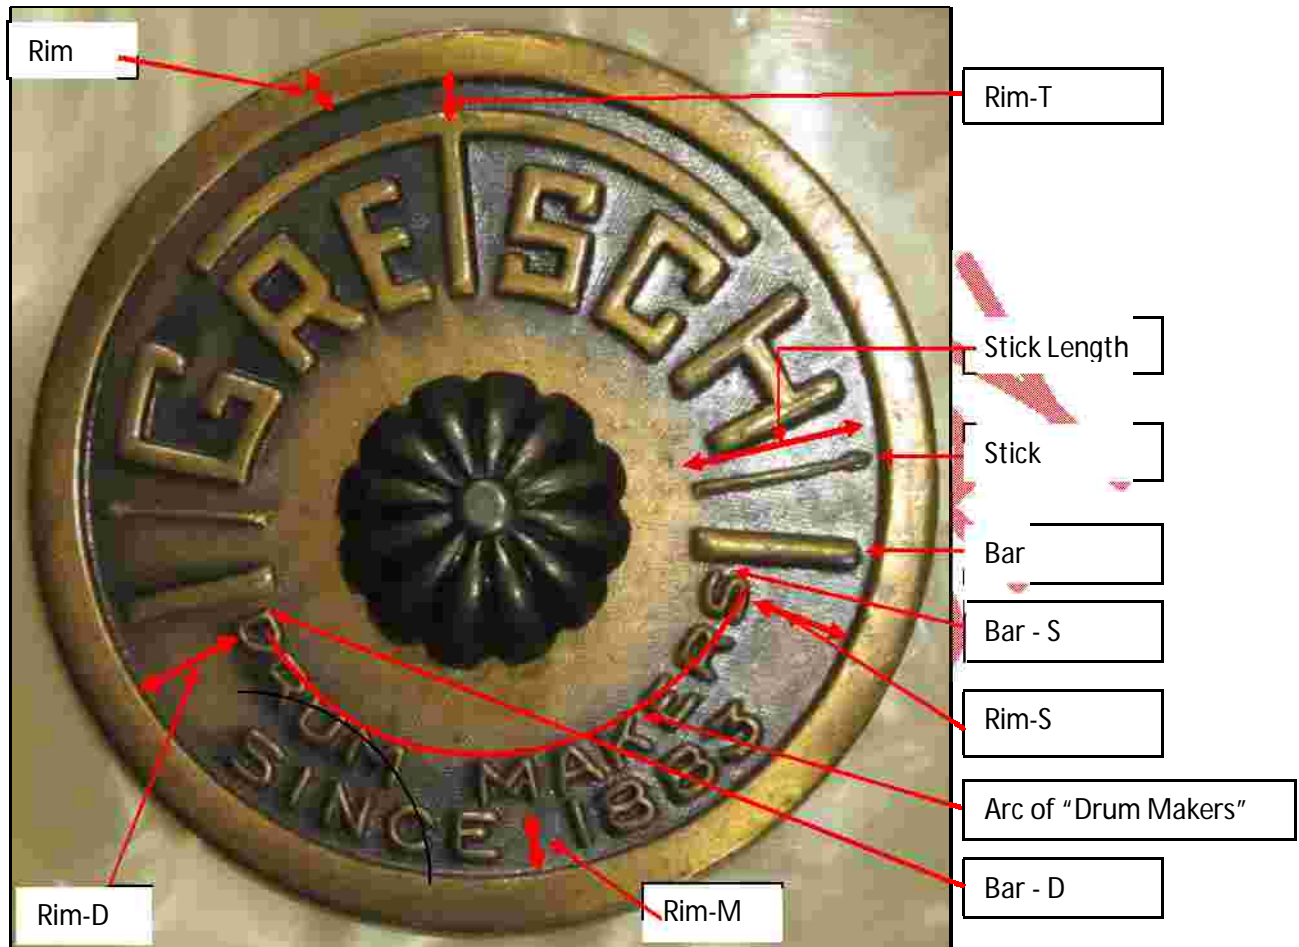 Rim
Rim-T
GRETSCH
Stick Length
Stick
Bar
Bar - S
Rim-S
DRUM MAKERS
SINCE 1883
Arc of “Drum Makers”
Bar - D
Rim-D
Rim-M